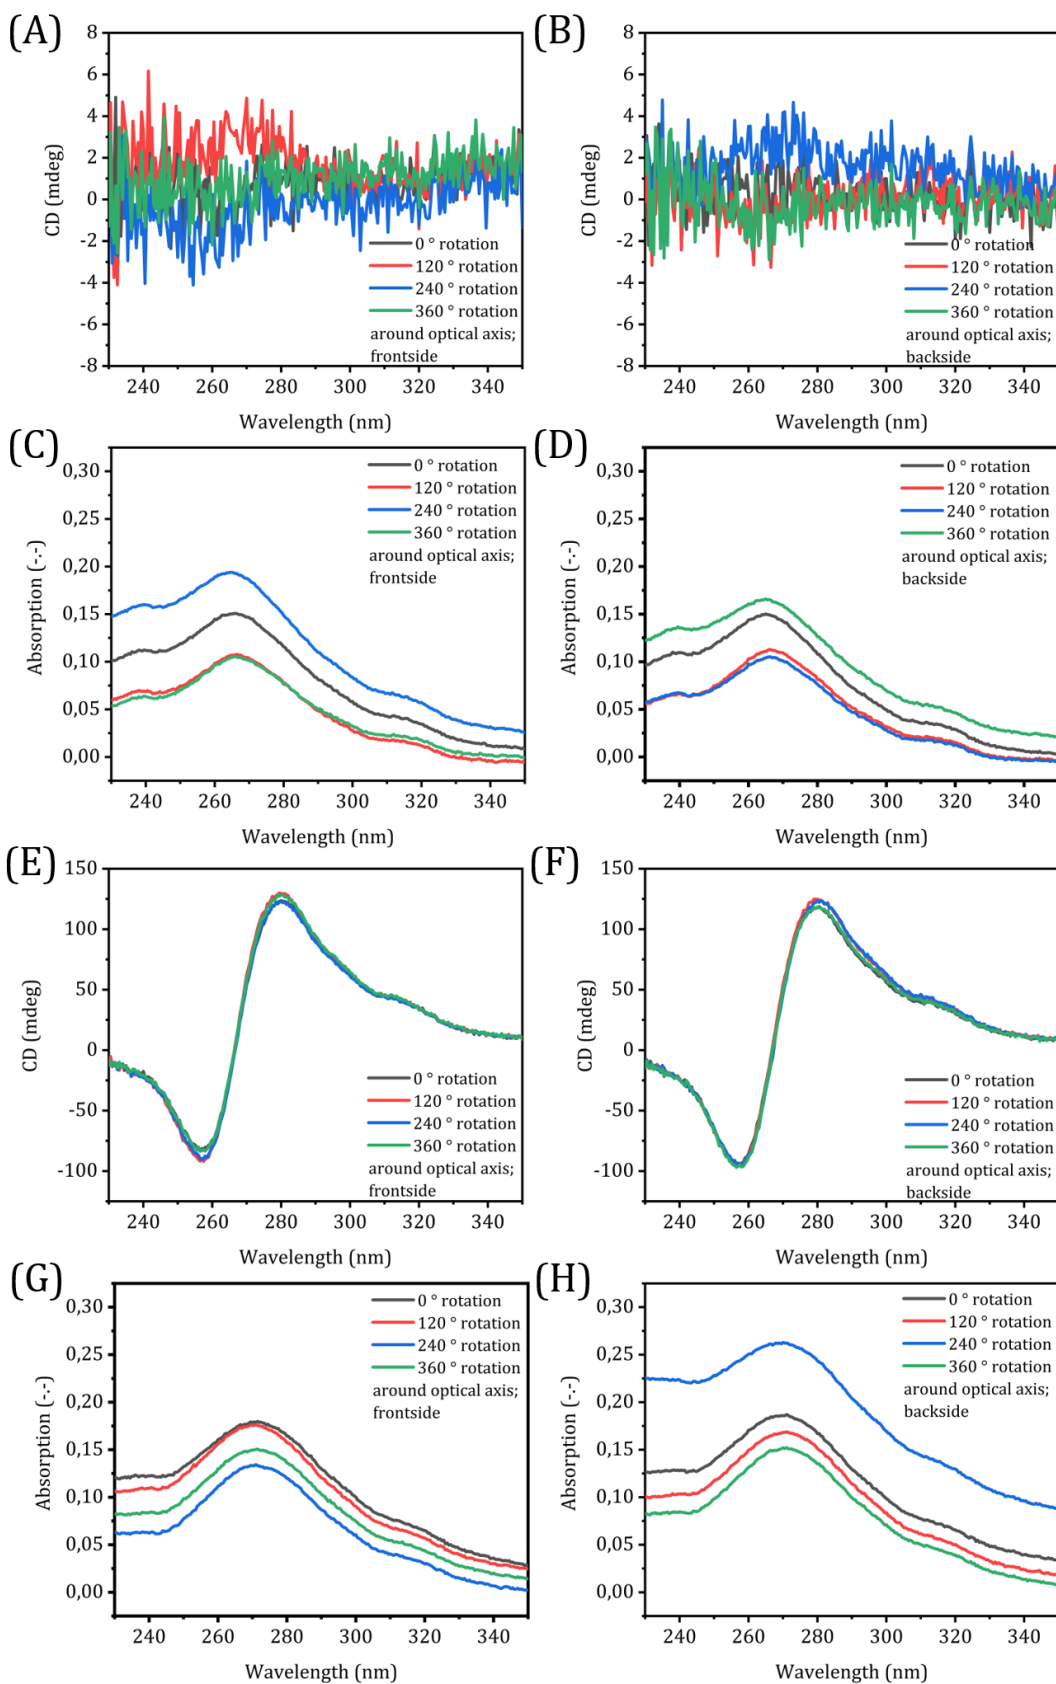 (A)
8
6
4
2
0
-2
-4
-6
-8
CD (mdeg)
0 ° rotation
120 ° rotation
240 ° rotation
360 ° rotation
around optical axis;
frontside
240 260 280 300 320 340
Wavelength (nm)
(B)
8
6
4
2
0
-2
-4
-6
-8
CD (mdeg)
0 ° rotation
120 ° rotation
240 ° rotation
360 ° rotation
around optical axis;
backside
240 260 280 300 320 340
Wavelength (nm)
(C)
0,30
0,25
0,20
0,15
0,10
0,05
0,00
Absorption (-.-)
0 ° rotation
120 ° rotation
240 ° rotation
360 ° rotation
around optical axis;
frontside
240 260 280 300 320 340
Wavelength (nm)
(D)
0,30
0,25
0,20
0,15
0,10
0,05
0,00
Absorption (-.-)
0 ° rotation
120 ° rotation
240 ° rotation
360 ° rotation
around optical axis;
backside
240 260 280 300 320 340
Wavelength (nm)
(E)
150
100
50
0
-50
-100
CD (mdeg)
0 ° rotation
120 ° rotation
240 ° rotation
360 ° rotation
around optical axis;
frontside
240 260 280 300 320 340
Wavelength (nm)
(F)
150
100
50
0
-50
-100
CD (mdeg)
0 ° rotation
120 ° rotation
240 ° rotation
360 ° rotation
around optical axis;
backside
240 260 280 300 320 340
Wavelength (nm)
(G)
0,30
0,25
0,20
0,15
0,10
0,05
0,00
Absorption (-.-)
0 ° rotation
120 ° rotation
240 ° rotation
360 ° rotation
around optical axis;
frontside
240 260 280 300 320 340
Wavelength (nm)
(H)
0,30
0,25
0,20
0,15
0,10
0,05
0,00
Absorption (-.-)
0 ° rotation
120 ° rotation
240 ° rotation
360 ° rotation
around optical axis;
backside
240 260 280 300 320 340
Wavelength (nm)